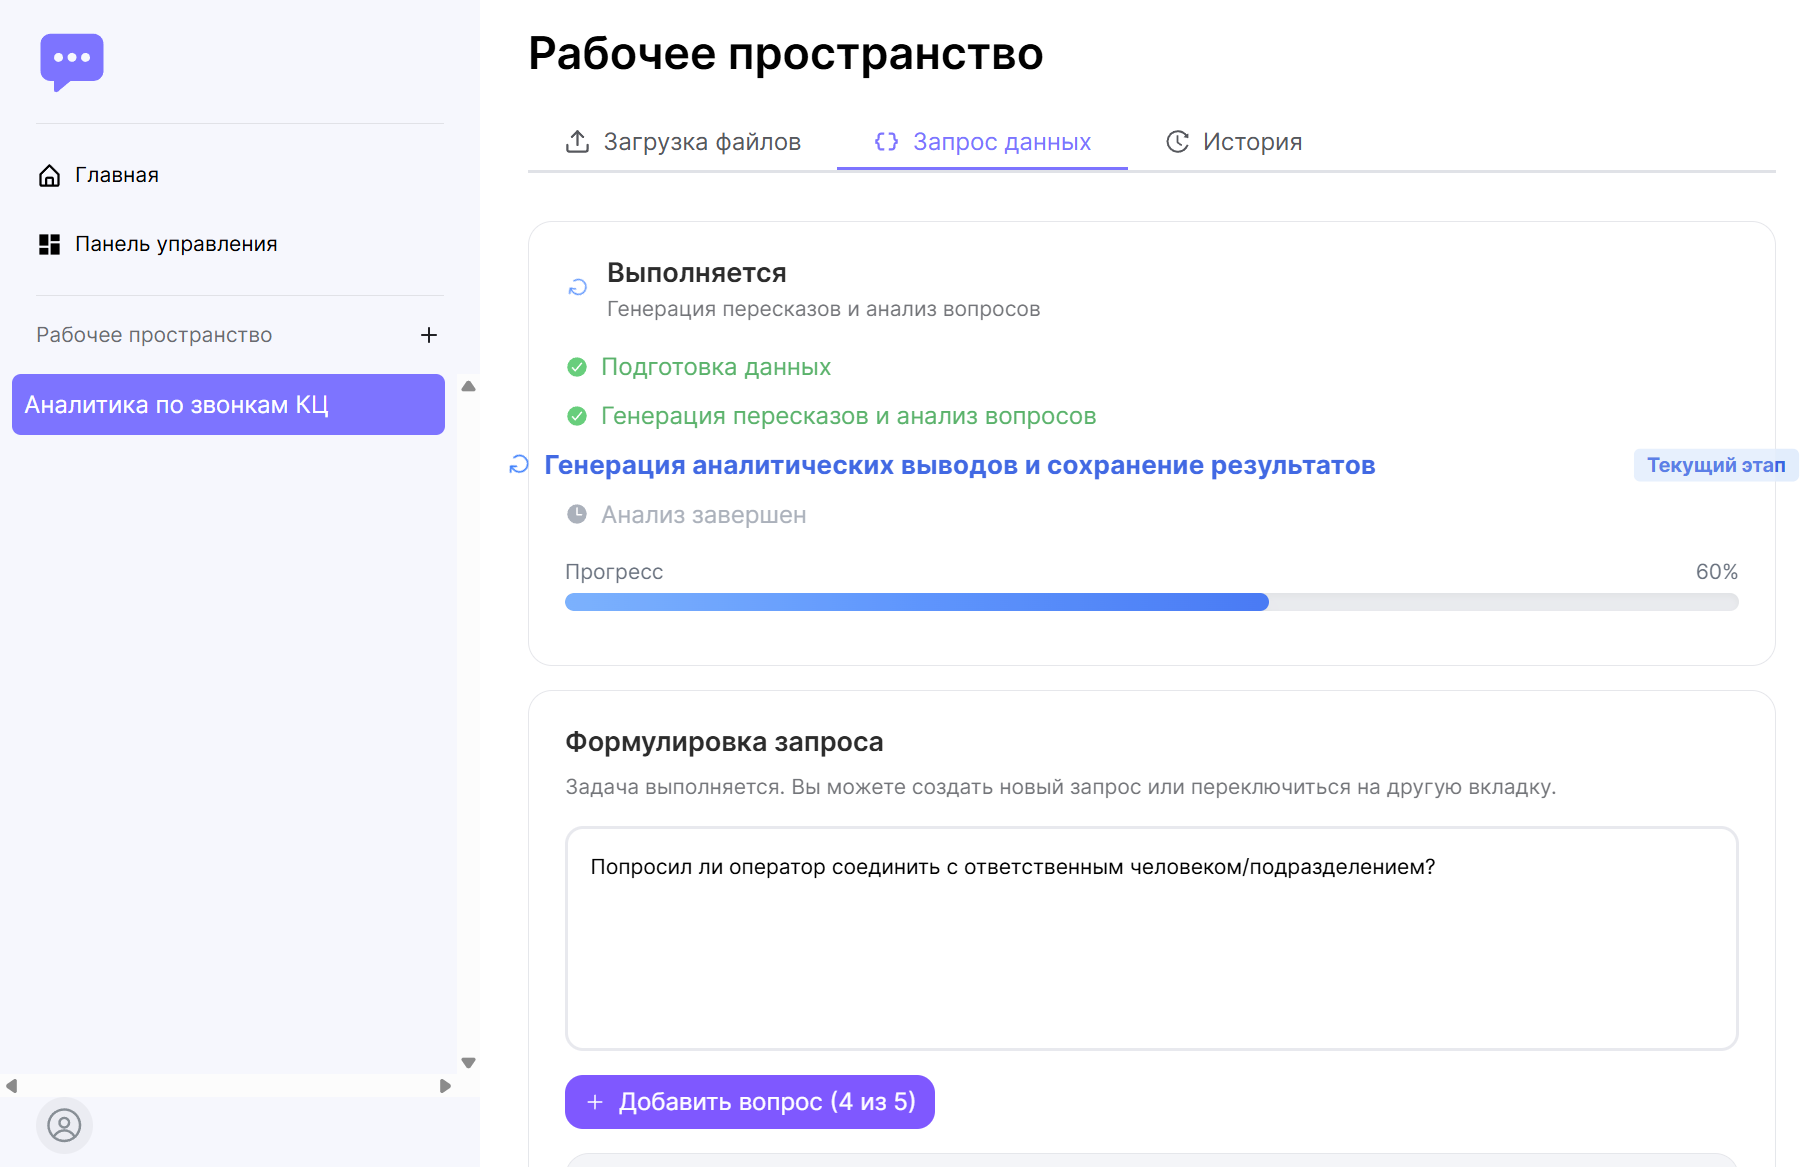 Рабочее пространство
Загрузка файлов
Запрос данных
История
Главная
Панель управления
Рабочее пространство
Аналитика по звонкам КЦ
Выполняется
Генерация пересказов и анализ вопросов
Подготовка данных
Генерация пересказов и анализ вопросов
Генерация аналитических выводов и сохранение результатов
Текущий этап
Анализ завершен
Прогресс
60%
Формулировка запроса
Задача выполняется. Вы можете создать новый запрос или переключиться на другую вкладку.
Попросил ли оператор соединить с ответственным человеком/подразделением?
+ Добавить вопрос (4 из 5)